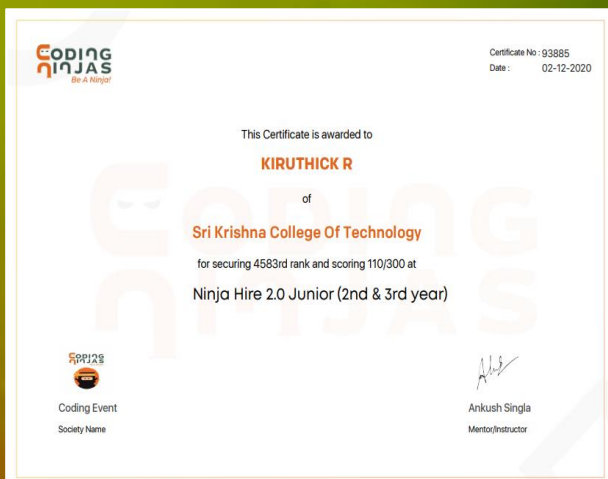 CODING
NINJAS
Be A Ninja!
Certificate No : 93885
Date : 02-12-2020
This Certificate is awarded to
KIRUTHICK R
of
Sri Krishna College Of Technology
for securing 4583rd rank and scoring 110/300 at
Ninja Hire 2.0 Junior (2nd & 3rd year)
CODING
NINJAS
CODING
NINJAS
Coding Event
Society Name
Ankush Singla
Mentor/Instructor